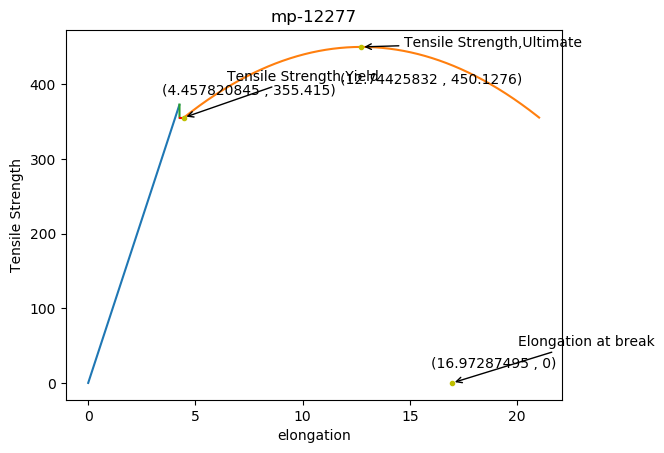 mp-12277
Tensile Strength,Ultimate
Tensile Strength,Yield
(12.74425832 , 450.1276)
(4.457820845 , 355.415)
400
300
200
100
0
Tensile Strength
Elongation at break
(16.97287495 , 0)
0 5 10 15 20
elongation